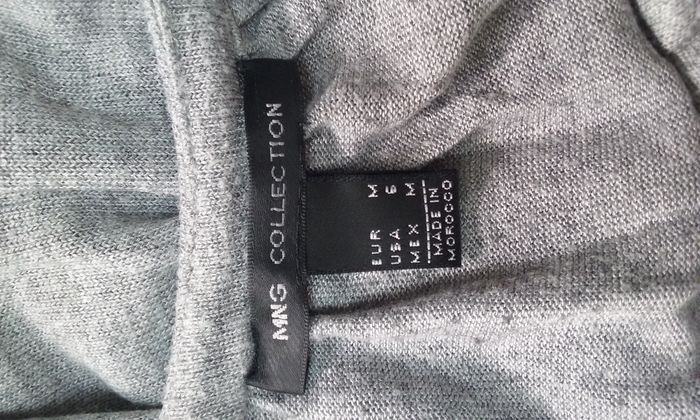 MNG COLLECTION
EUR M
USA 6
MEX M
MADE IN
MOROCCO